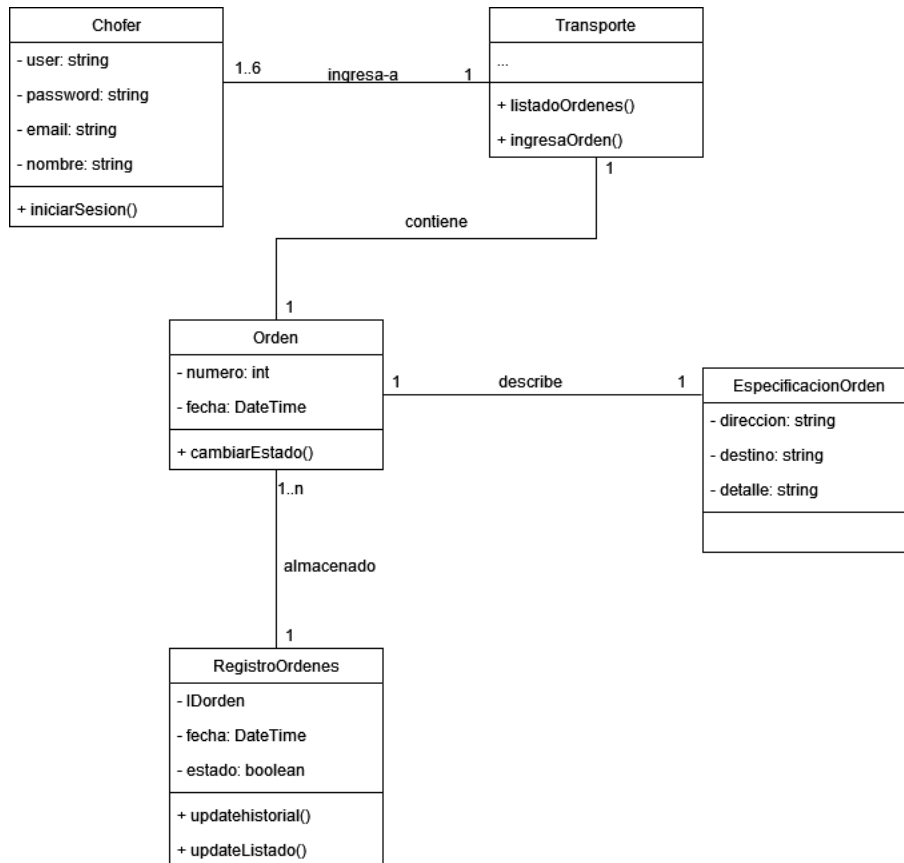 Chofer
- user: string
- password: string
- email: string
- nombre: string
+ iniciarSesion()
1..6
ingresa-a
1
Transporte
...
+ listadoOrdenes()
+ ingresaOrden()
1
contiene
1
Orden
- numero: int
- fecha: DateTime
+ cambiarEstado()
1
describe
1
EspecificacionOrden
- direccion: string
- destino: string
- detalle: string
1..n
almacenado
1
RegistroOrdenes
- IDorden
- fecha: DateTime
- estado: boolean
+ updatehistorial()
+ updateListado()